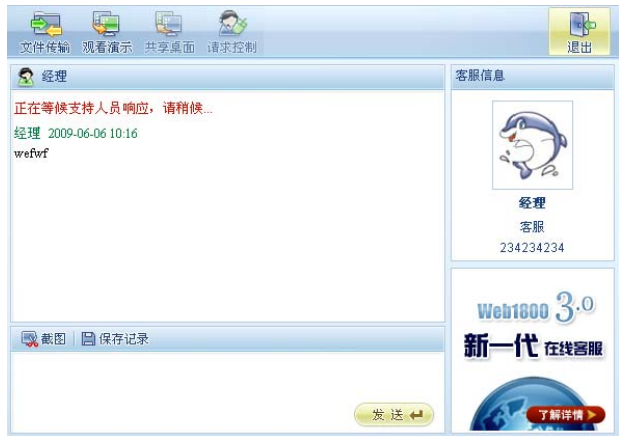 文件传输 观看演示 共享桌面 请求控制 退出
经理
正在等候支持人员响应，请稍候...
经理 2009-06-06 10:16
wefwf
截图 保存记录
发 送
客服信息
经理
客服
234234234
Web1800 3.0
新一代 在线客服
了解详情